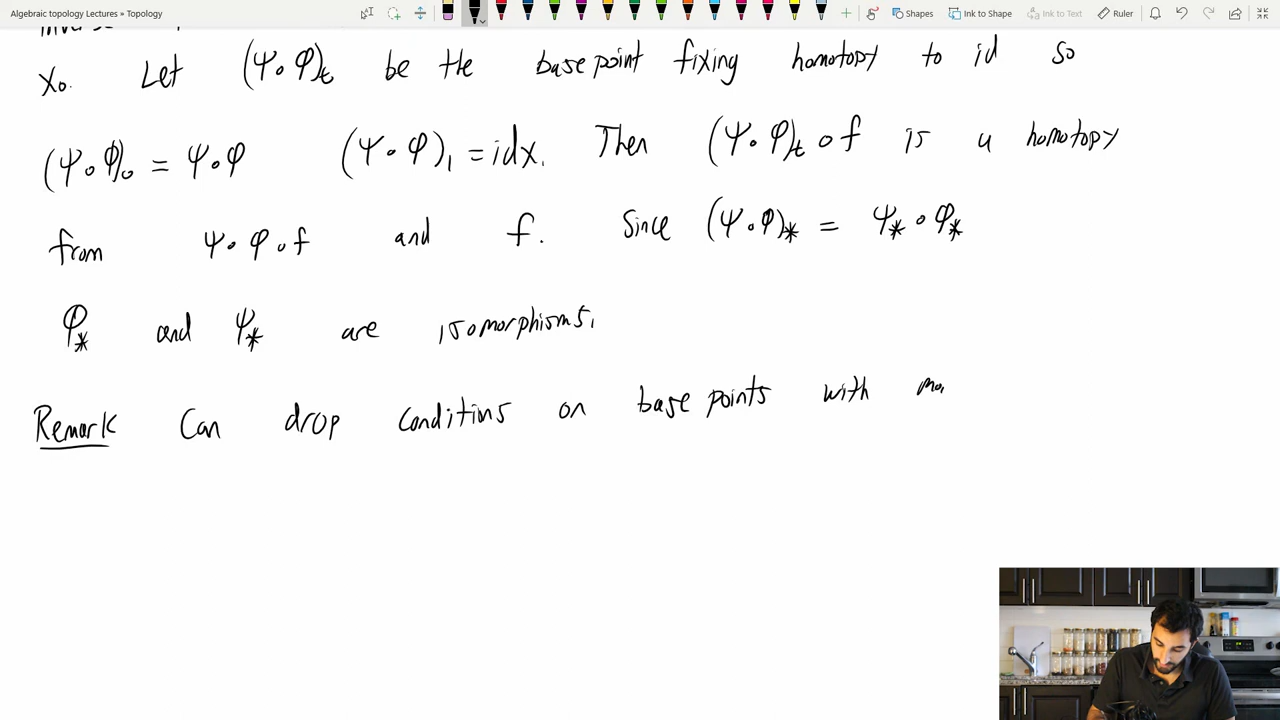 Algebraic topology Lectures » Topology
Shapes Ink to Shape Ink to Text Ruler
x₀. Let (Ψ∘φ)ₜ be the base point fixing homotopy to id so
(Ψ∘φ)₀ = Ψ∘φ (Ψ∘φ)₁ = idx. Then (Ψ∘φ)ₜ∘f is a homotopy
from Ψ∘φ∘f and f. Since (Ψ∘φ)* = Ψ*∘φ*
φ* and Ψ* are isomorphisms.
Remark Can drop conditions on base points with